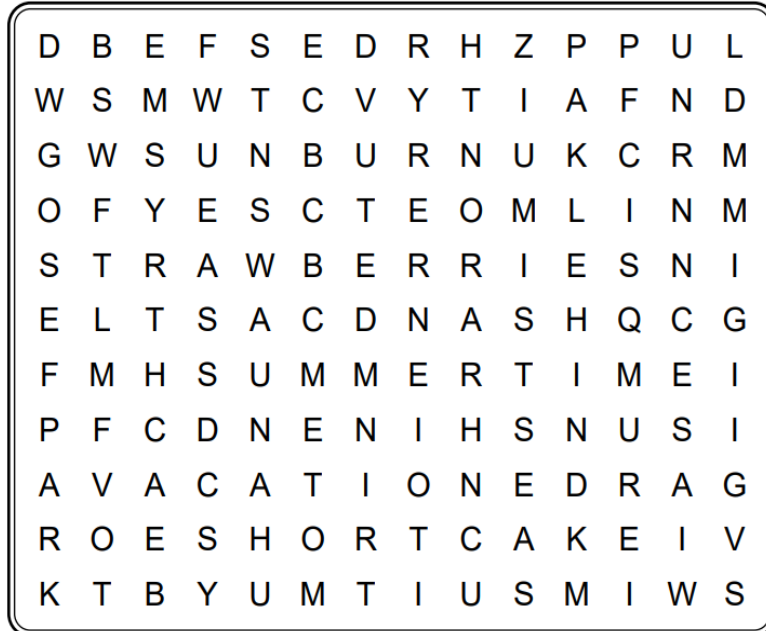 D B E F S E D R H Z P P U L
W S M W T C V Y T I A F N D
G W S U N B U R N U K C R M
O F Y E S C T E O M L I N M
S T R A W B E R R I E S N I
E L T S A C D N A S H Q C G
F M H S U M M E R T I M E I
P F C D N E N I H S N U S I
A V A C A T I O N E D R A G
R O E S H O R T C A K E I V
K T B Y U M T I U S M I W S